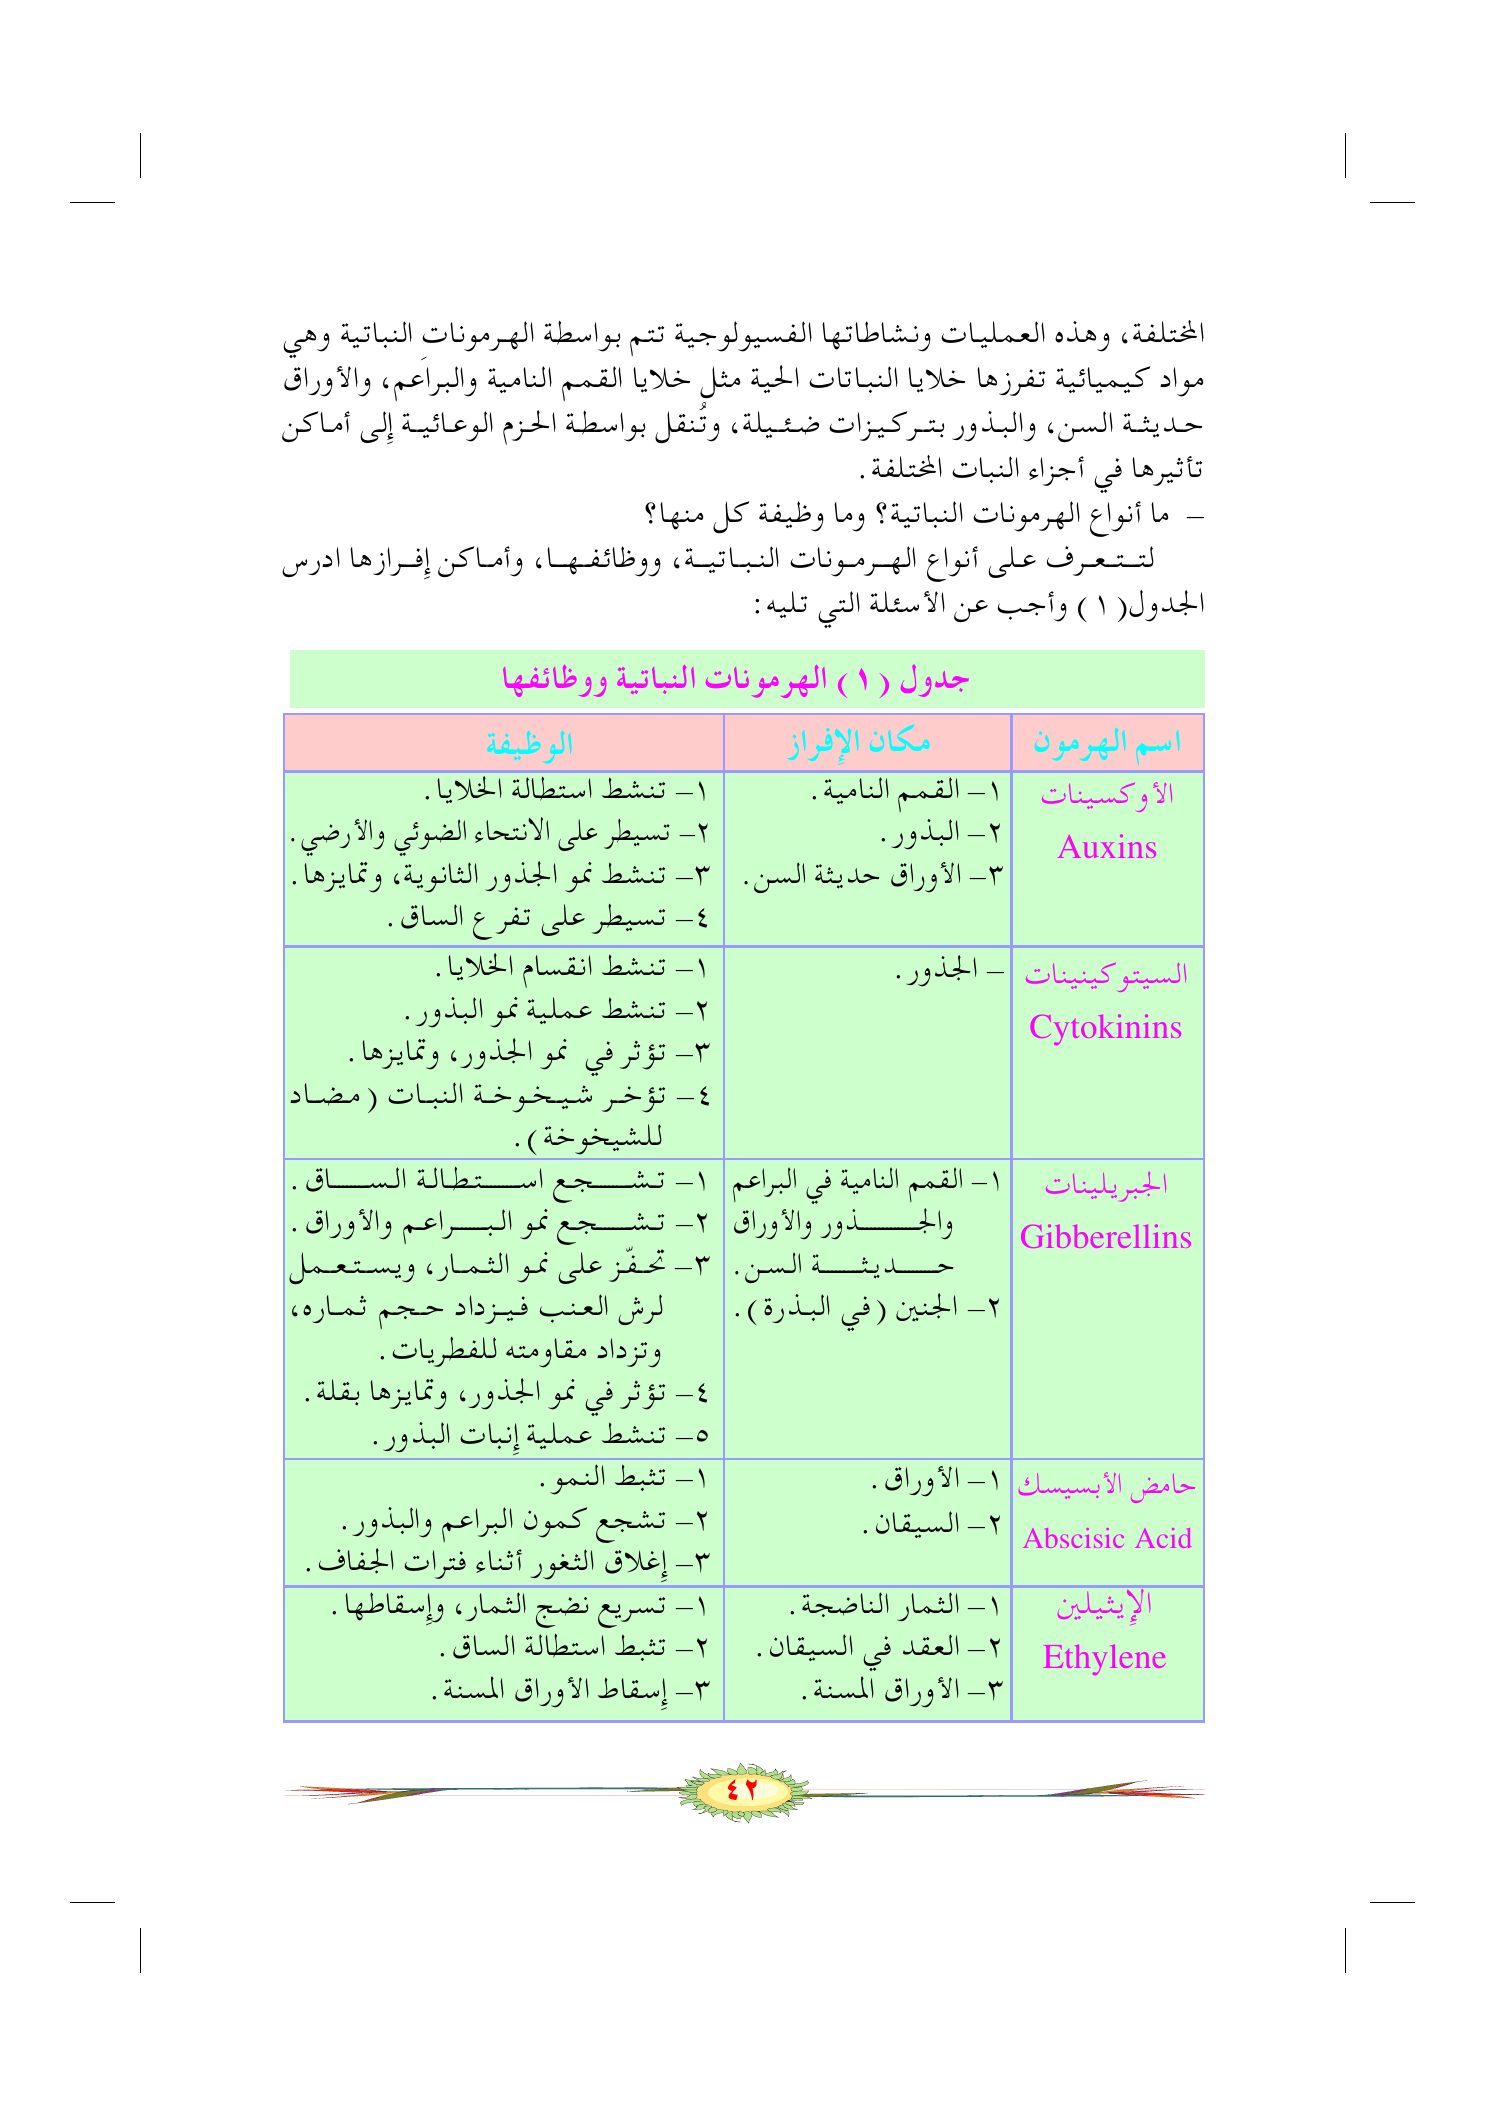 المختلفة، وهذه العمليات ونشاطاتها الفسيولوجية تتم بواسطة الهرمونات النباتية وهي
مواد كيميائية تفرزها خلايا النباتات الحية مثل خلايا القمم النامية والبراَعم، والأوراق
حديثة السن، والبذور بتركيزات ضئيلة، وتُنقل بواسطة الحزم الوعائية إلى أماكن
تأثيرها في أجزاء النبات المختلفة.
– ما أنواع الهرمونات النباتية؟ وما وظيفة كل منها؟
لتتعرف على أنواع الهرمونات النباتية، ووظائفها، وأماكن إفرازها ادرس
الجدول(١) وأجب عن الأسئلة التي تليه:
جدول (١) الهرمونات النباتية ووظائفها
اسم الهرمون
مكان الإفراز
الوظيفة
الأوكسينات
Auxins
١– القمم النامية.
٢– البذور.
٣– الأوراق حديثة السن.
١– تنشط استطالة الخلايا.
٢– تسيطر على الانتحاء الضوئي والأرضي.
٣– تنشط نمو الجذور الثانوية، وتمايزها.
٤– تسيطر على تفرع الساق.
السيتوكينينات
Cytokinins
– الجذور.
١– تنشط انقسام الخلايا.
٢– تنشط عملية نمو البذور.
٣– تؤثر في نمو الجذور، وتمايزها.
٤– تؤخر شيخوخة النبات (مضاد
للشيخوخة).
الجبريلينات
Gibberellins
١– القمم النامية في البراعم
والجذور والأوراق
حديثة السن.
٢– الجنين (في البذرة).
١– تشجع استطالة الساق.
٢– تشجع نمو البراعم والأوراق.
٣– تحفّز على نمو الثمار، ويستعمل
لرش العنب فيزداد حجم ثماره،
وتزداد مقاومته للفطريات.
٤– تؤثر في نمو الجذور، وتمايزها بقلة.
٥– تنشط عملية إنبات البذور.
حامض الأبسيسك
Abscisic Acid
١– الأوراق.
٢– السيقان.
١– تثبط النمو.
٢– تشجع كمون البراعم والبذور.
٣– إغلاق الثغور أثناء فترات الجفاف.
الإيثيلين
Ethylene
١– الثمار الناضجة.
٢– العقد في السيقان.
٣– الأوراق المسنة.
١– تسريع نضج الثمار، وإسقاطها.
٢– تثبط استطالة الساق.
٣– إسقاط الأوراق المسنة.
٤٢